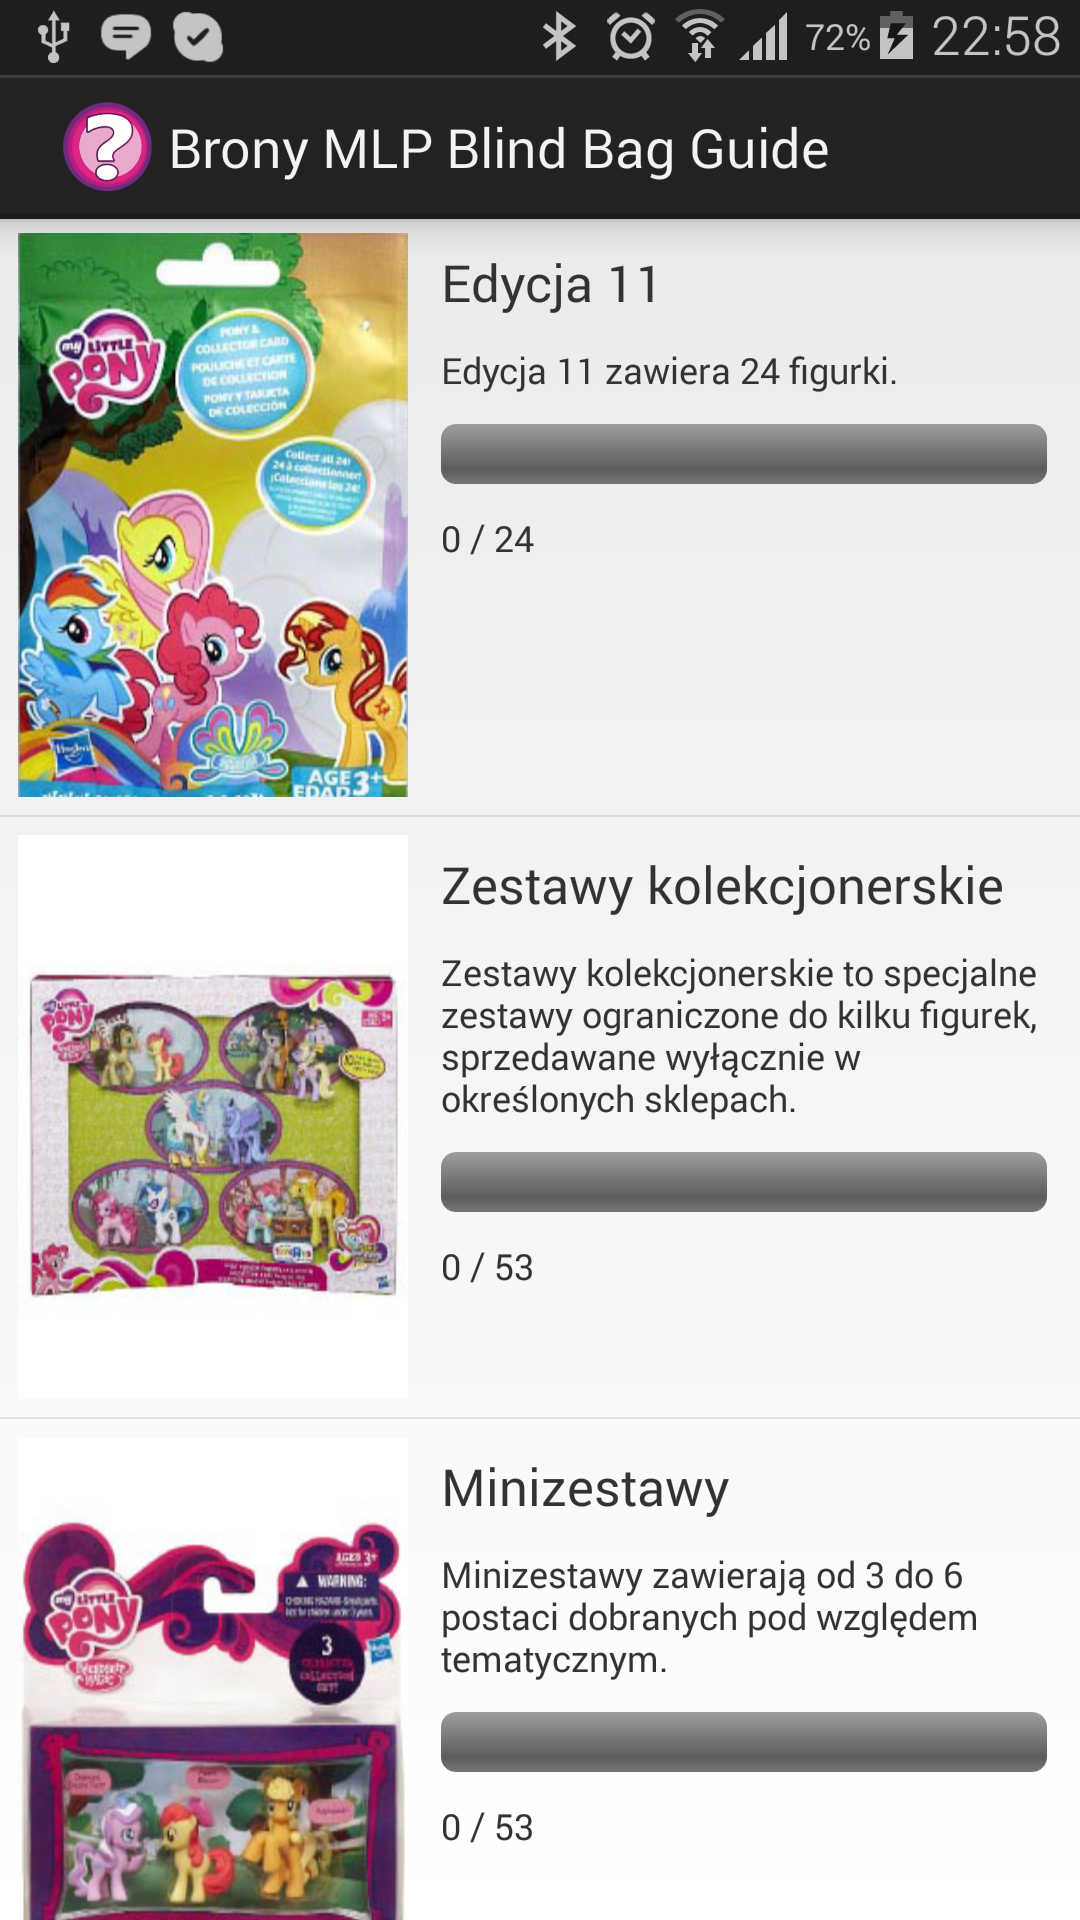 72% 22:58
Brony MLP Blind Bag Guide
my LITTLE
PONY
PONY &
COLLECTOR CARD
POULICHE ET CARTE
DE COLLECTION
PONY Y TARJETA
DE COLECCIÓN
Collect all 24!
24 à collectionner!
¡Colecciona los 24!
Hasbro
AGE 3+
EDAD
Edycja 11
Edycja 11 zawiera 24 figurki.
0 / 24
my LITTLE
PONY
Zestawy kolekcjonerskie
Zestawy kolekcjonerskie to specjalne
zestawy ograniczone do kilku figurek,
sprzedawane wyłącznie w
określonych sklepach.
0 / 53
AGES 3+
WARNING:
my LITTLE
PONY
3
Minizestawy
Minizestawy zawierają od 3 do 6
postaci dobranych pod względem
tematycznym.
0 / 53